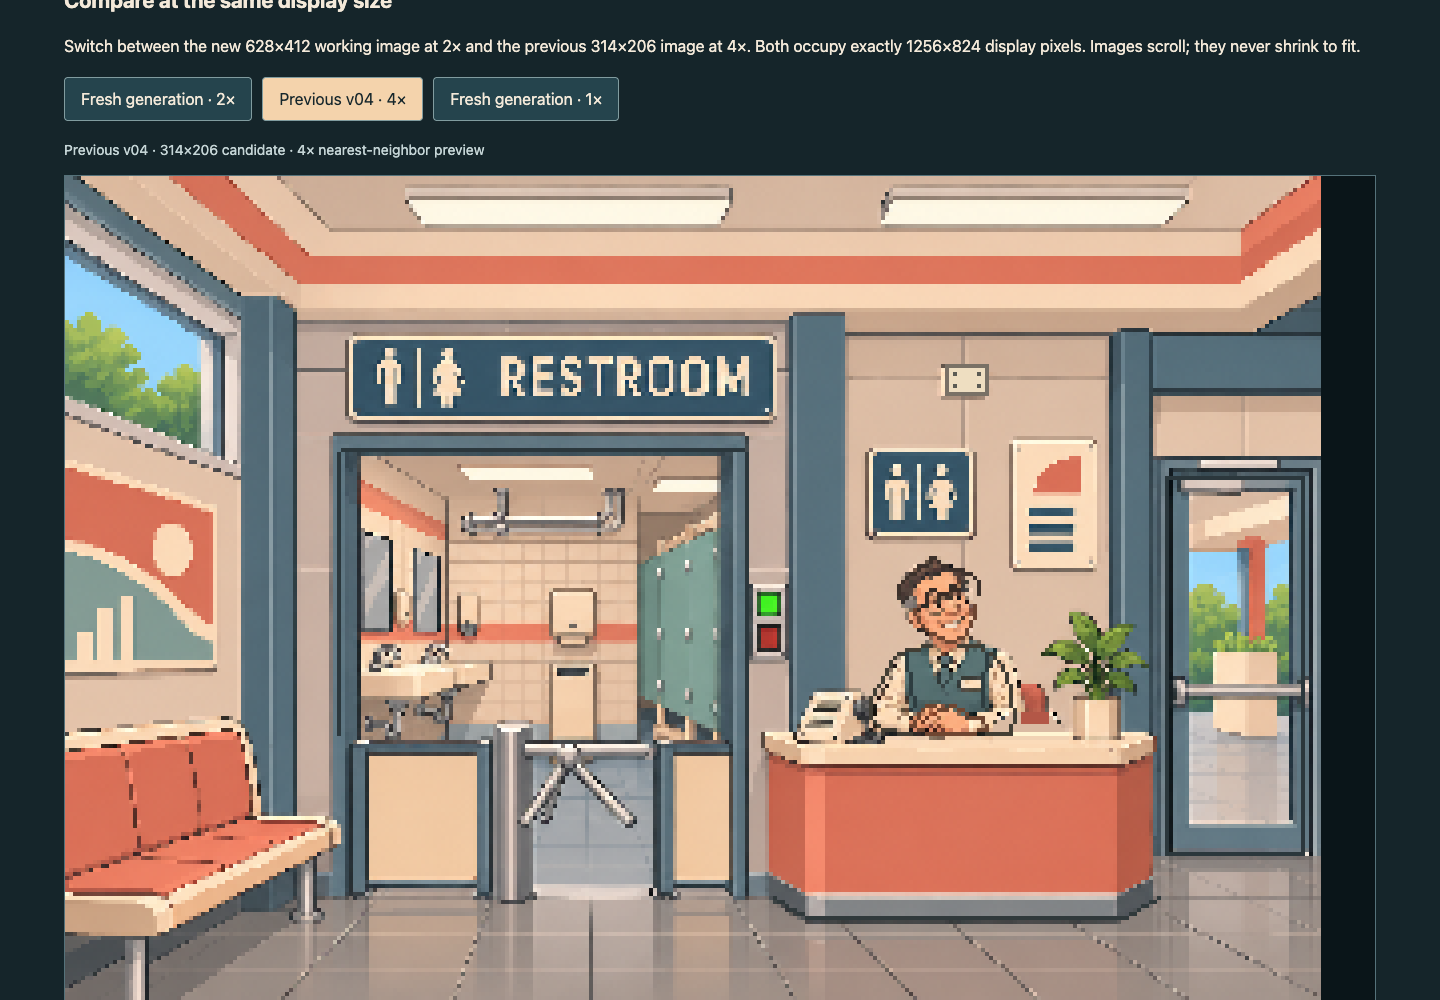 Compare at the same display size
Switch between the new 628×412 working image at 2× and the previous 314×206 image at 4×. Both occupy exactly 1256×824 display pixels. Images scroll; they never shrink to fit.
Fresh generation · 2×
Previous v04 · 4×
Fresh generation · 1×
Previous v04 · 314×206 candidate · 4× nearest-neighbor preview
RESTROOM